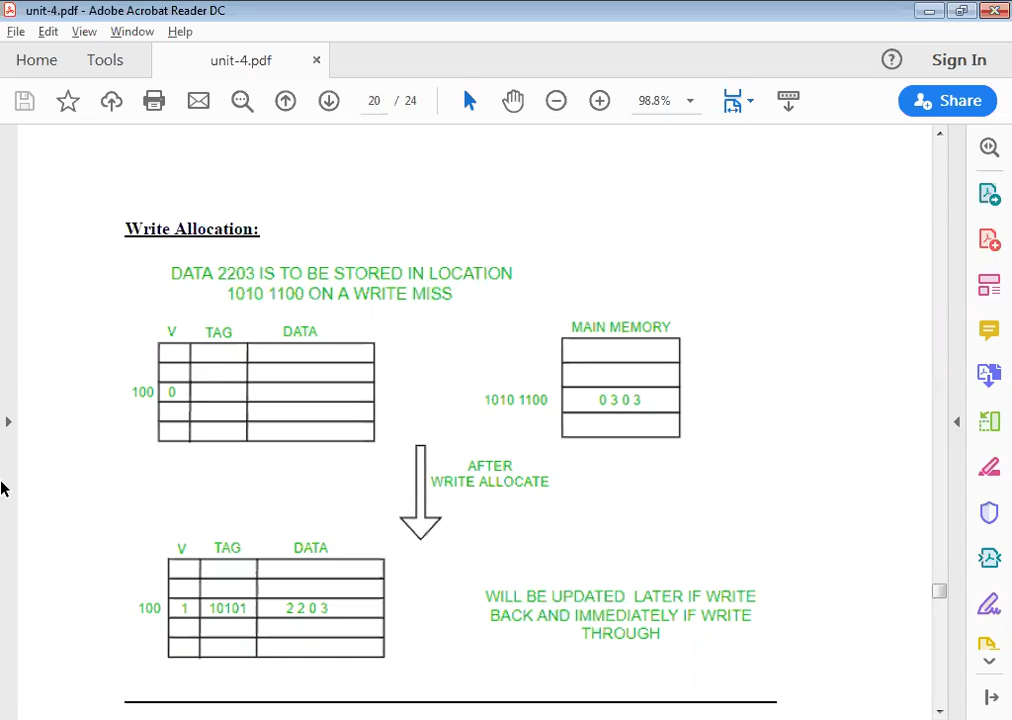 unit-4.pdf - Adobe Acrobat Reader DC
File Edit View Window Help
Home Tools unit-4.pdf × ? Sign In
20 / 24 98.8% Share
Write Allocation:
DATA 2203 IS TO BE STORED IN LOCATION
1010 1100 ON A WRITE MISS
V TAG DATA
MAIN MEMORY
100 0
1010 1100 0 3 0 3
AFTER
WRITE ALLOCATE
V TAG DATA
100 1 10101 2 2 0 3
WILL BE UPDATED LATER IF WRITE
BACK AND IMMEDIATELY IF WRITE
THROUGH